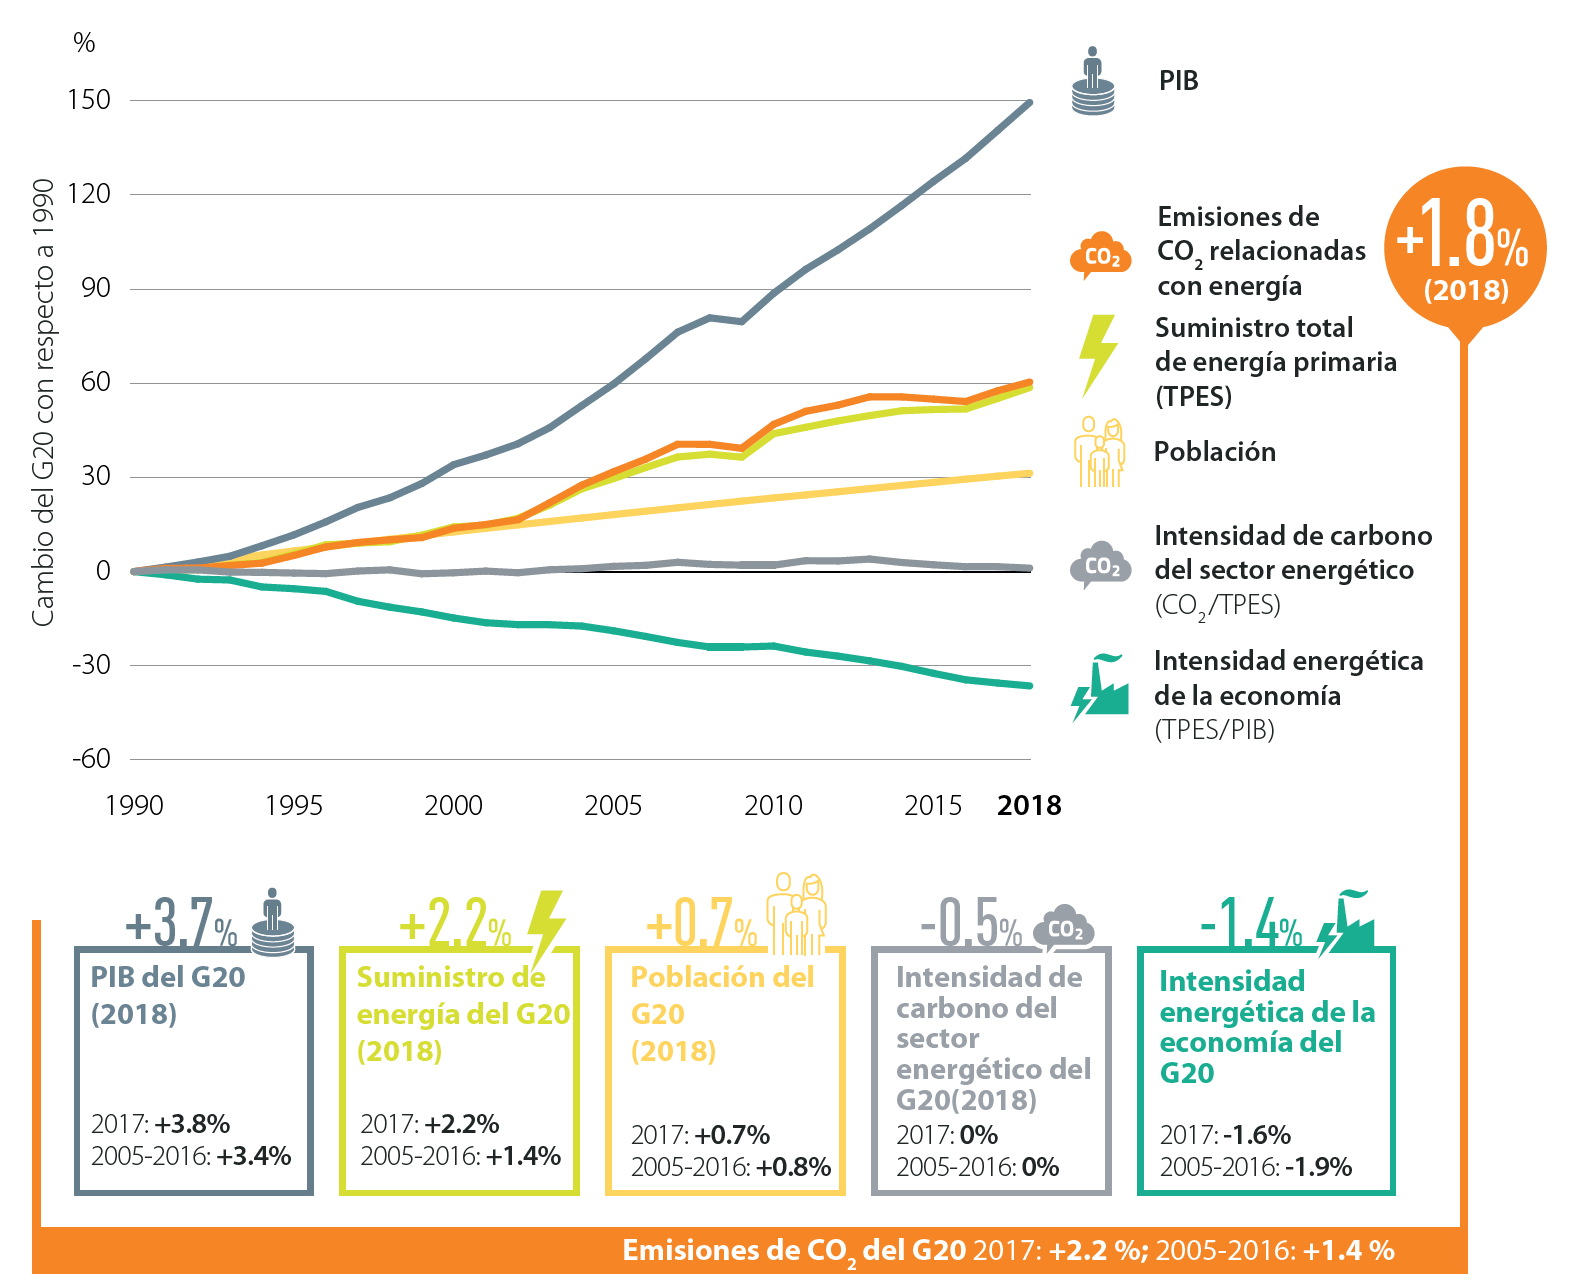 %
150
120
90
60
30
0
-30
-60
Cambio del G20 con respecto a 1990
1990 1995 2000 2005 2010 2015 2018
PIB
CO2
Emisiones de
CO2 relacionadas
con energía
+1.8%
(2018)
Suministro total
de energía primaria
(TPES)
Población
CO2
Intensidad de carbono
del sector energético
(CO2/TPES)
Intensidad energética
de la economía
(TPES/PIB)
+3.7%
PIB del G20
(2018)
2017: +3.8%
2005-2016: +3.4%
+2.2%
Suministro de
energía del G20
(2018)
2017: +2.2%
2005-2016: +1.4%
+0.7%
Población del
G20
(2018)
2017: +0.7%
2005-2016: +0.8%
-0.5%
CO2
Intensidad de
carbono del
sector
energético del
G20(2018)
2017: 0%
2005-2016: 0%
-1.4%
Intensidad
energética de la
economía del
G20
2017: -1.6%
2005-2016: -1.9%
Emisiones de CO2 del G20 2017: +2.2 %; 2005-2016: +1.4 %